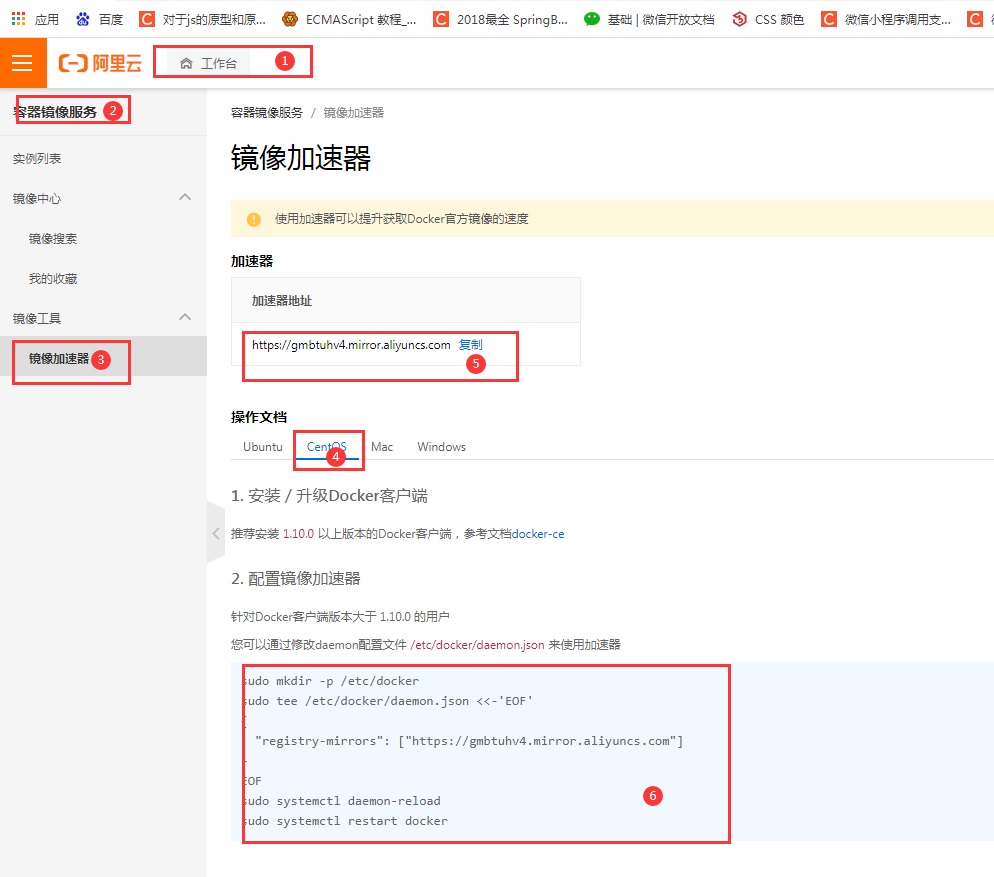 应用 百度 对于js的原型和原... ECMAScript 教程_... 2018最全 SpringB... 基础 | 微信开放文档 CSS 颜色 微信小程序调用支...
阿里云 工作台 1
容器镜像服务 2
实例列表
镜像中心
镜像搜索
我的收藏
镜像工具
镜像加速器 3
容器镜像服务 / 镜像加速器
镜像加速器
使用加速器可以提升获取Docker官方镜像的速度
加速器
加速器地址
https://gmbtuhv4.mirror.aliyuncs.com 复制
5
操作文档
Ubuntu CentOS Mac Windows
4
1. 安装 / 升级Docker客户端
推荐安装 1.10.0 以上版本的Docker客户端，参考文档docker-ce
2. 配置镜像加速器
针对Docker客户端版本大于 1.10.0 的用户
您可以通过修改daemon配置文件 /etc/docker/daemon.json 来使用加速器
sudo mkdir -p /etc/docker
sudo tee /etc/docker/daemon.json <<-'EOF'
{
"registry-mirrors": ["https://gmbtuhv4.mirror.aliyuncs.com"]
}
EOF
sudo systemctl daemon-reload
sudo systemctl restart docker
6